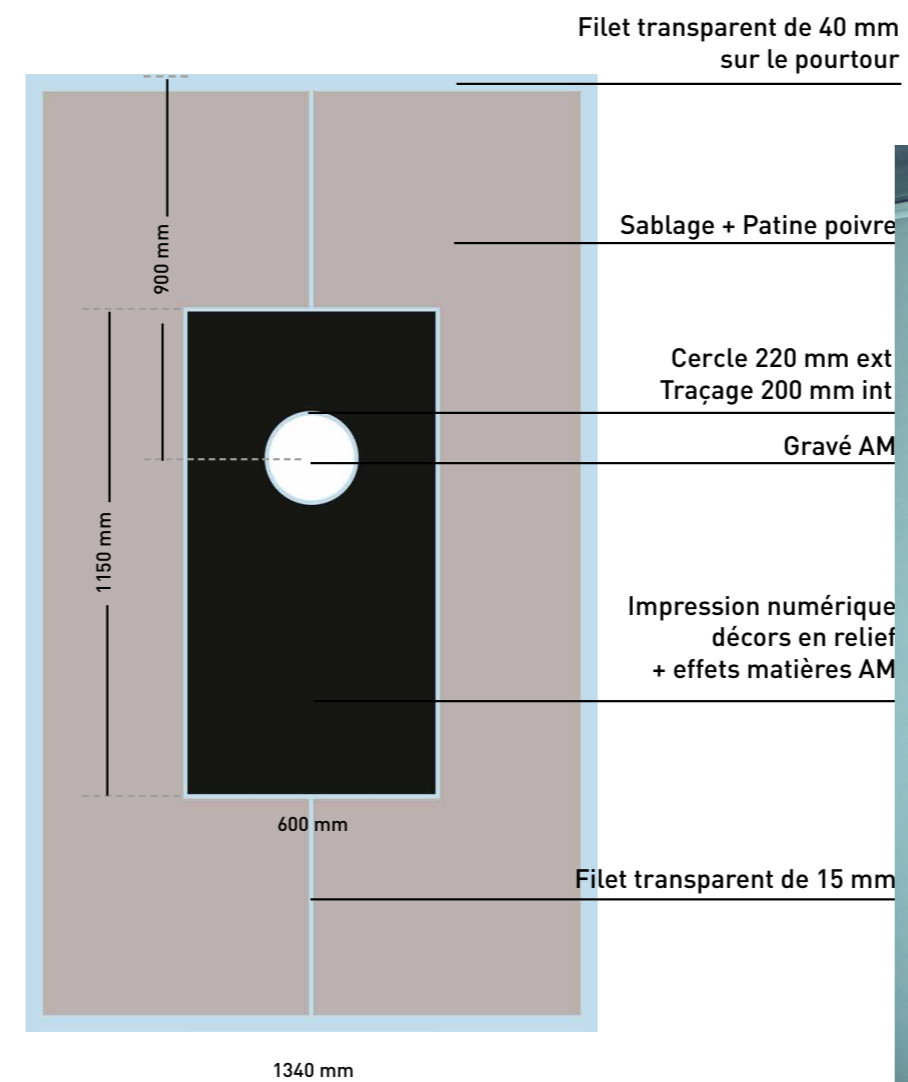 Filet transparent de 40 mm
sur le pourtour
Sablage + Patine poivre
900 mm
Cercle 220 mm ext
Traçage 200 mm int
Gravé AM
1150 mm
Impression numérique
décors en relief
+ effets matières AM
600 mm
Filet transparent de 15 mm
1340 mm